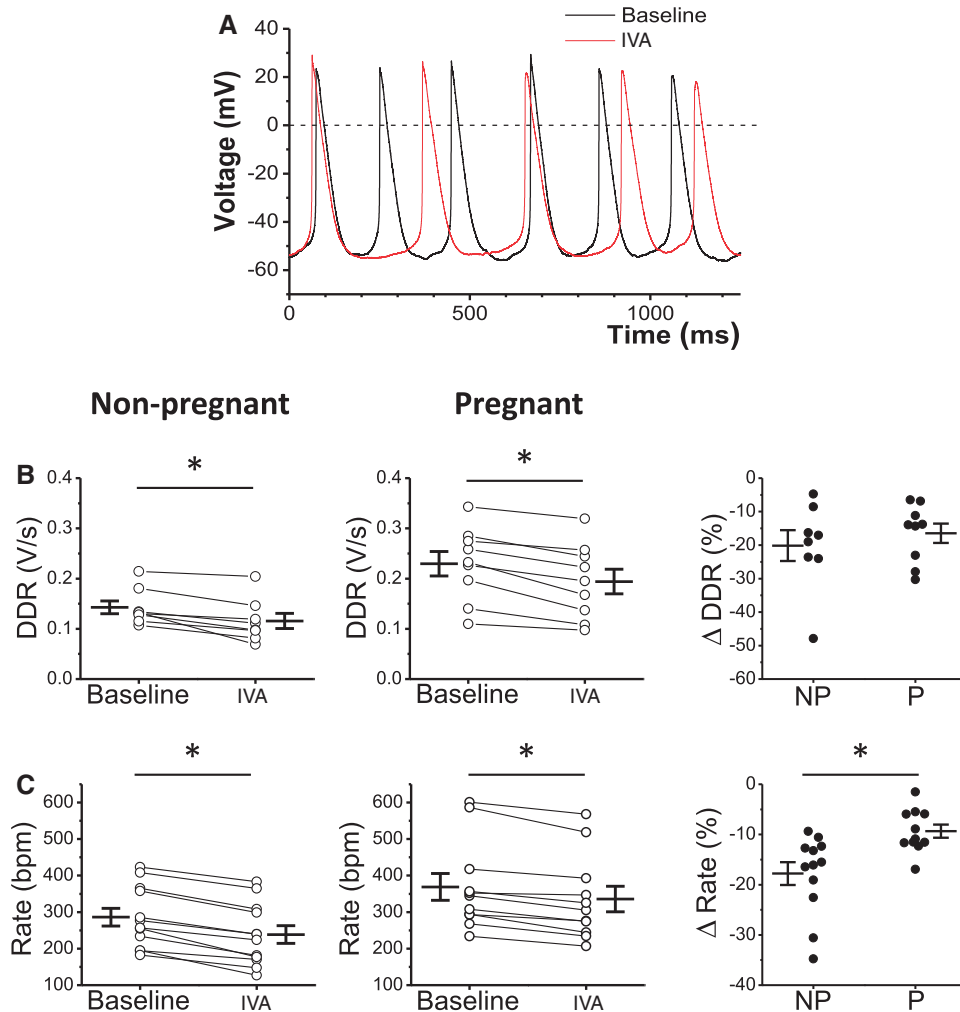 A
Baseline
IVA
Voltage (mV)
40
20
0
-20
-40
-60
0
500
1000
Time (ms)
Non-pregnant
Pregnant
B
*
DDR (V/s)
0.4
0.3
0.2
0.1
0.0
Baseline
IVA
*
DDR (V/s)
0.4
0.3
0.2
0.1
0.0
Baseline
IVA
Δ DDR (%)
0
-10
-20
-30
-40
-50
-60
NP
P
C
*
Rate (bpm)
600
500
400
300
200
100
Baseline
IVA
*
Rate (bpm)
600
500
400
300
200
100
Baseline
IVA
*
Δ Rate (%)
0
-10
-20
-30
-40
NP
P